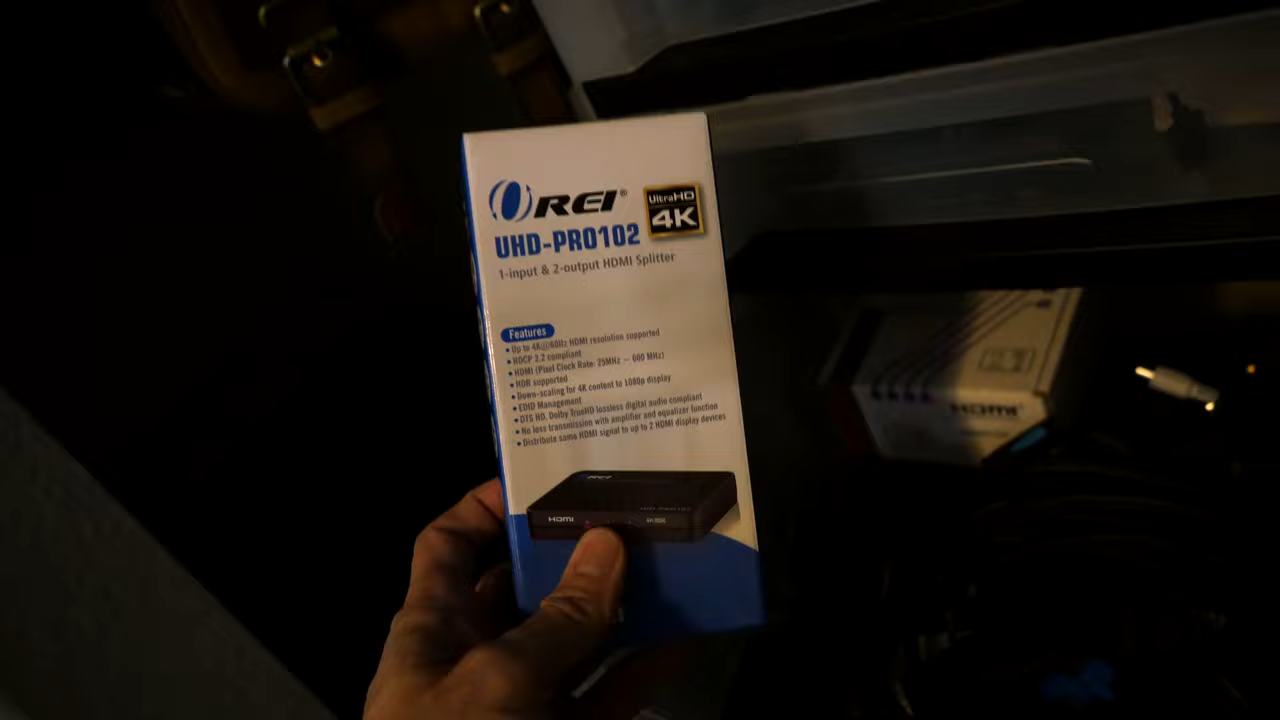 OREI®
UltraHD
4K
UHD-PRO102
1-input & 2-output HDMI Splitter
Features
• Up to 4K@60Hz HDMI resolution supported
• HDCP 2.2 compliant
• HDMI (Pixel Clock Rate: 25MHz – 600 MHz)
• HDR supported
• Down-scaling for 4K content to 1080p display
• EDID Management
• DTS HD, Dolby TrueHD lossless digital audio compliant
• No loss transmission with amplifier and equalizer function
• Distribute same HDMI signal to up to 2 HDMI display devices
OREI
HDMI
HDMI